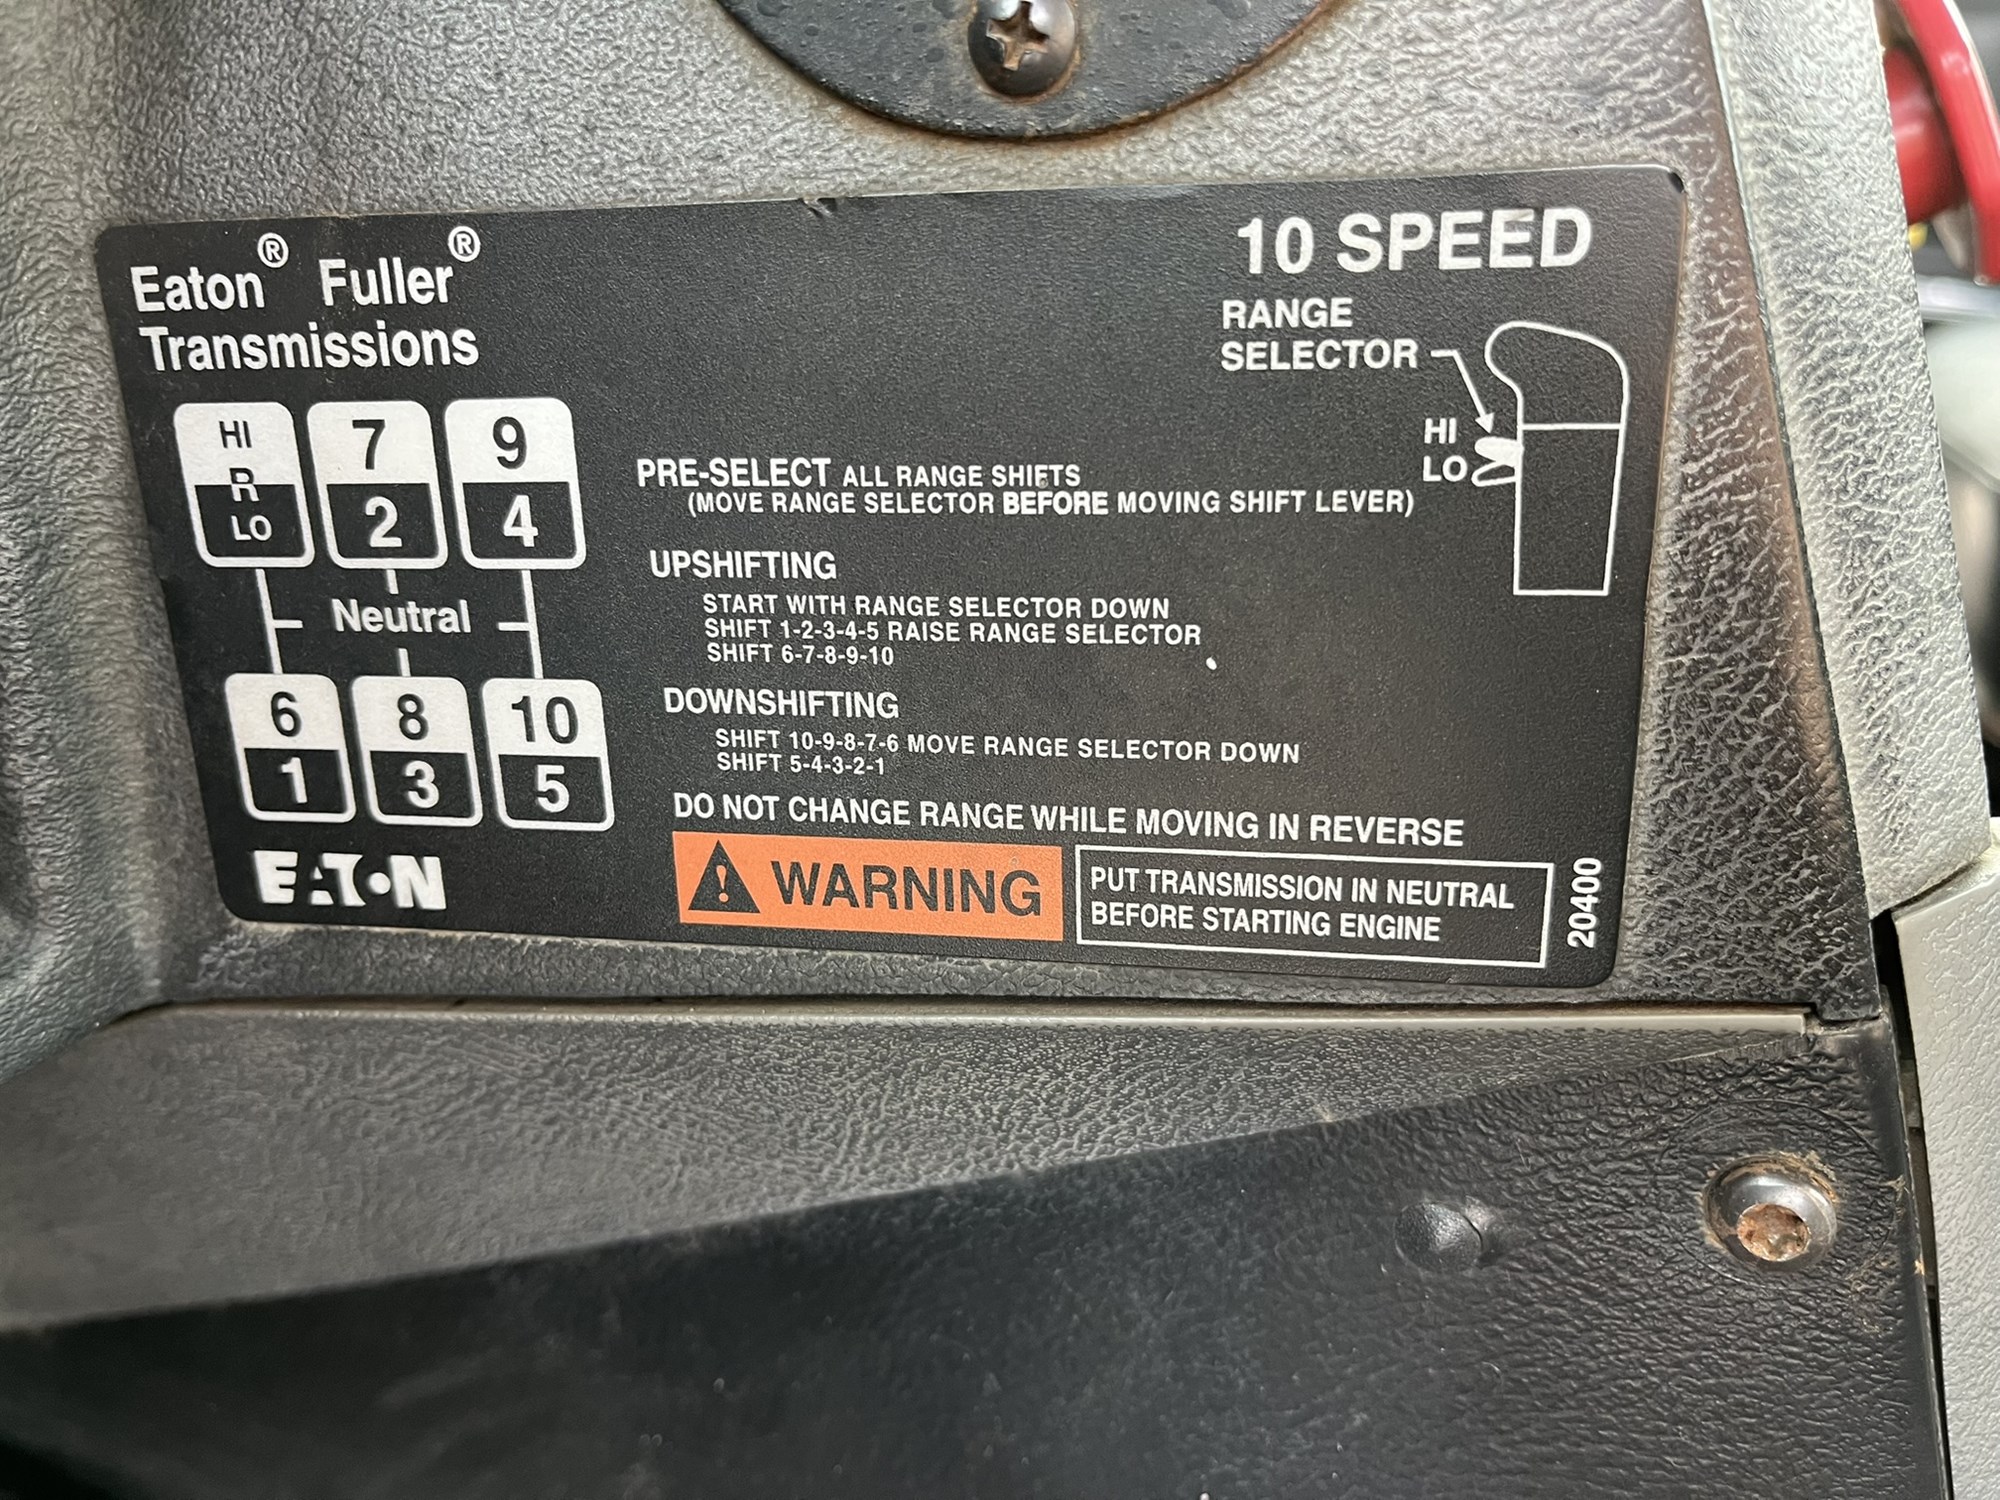 Eaton® Fuller®
Transmissions
10 SPEED
RANGE
SELECTOR
HI
LO
HI
R
LO
7
2
9
4
Neutral
6
1
8
3
10
5
PRE-SELECT ALL RANGE SHIFTS
(MOVE RANGE SELECTOR BEFORE MOVING SHIFT LEVER)
UPSHIFTING
START WITH RANGE SELECTOR DOWN
SHIFT 1-2-3-4-5 RAISE RANGE SELECTOR
SHIFT 6-7-8-9-10
DOWNSHIFTING
SHIFT 10-9-8-7-6 MOVE RANGE SELECTOR DOWN
SHIFT 5-4-3-2-1
DO NOT CHANGE RANGE WHILE MOVING IN REVERSE
EATON
WARNING
PUT TRANSMISSION IN NEUTRAL
BEFORE STARTING ENGINE
20400